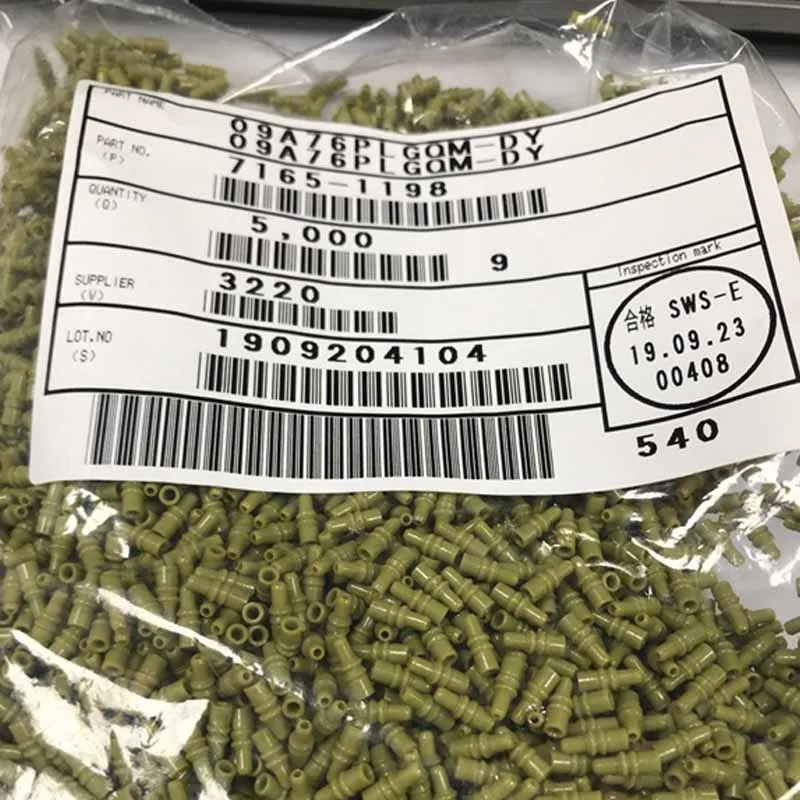 PART NAME
09A76PLGQM-DY
09A76PLGQM-DY
PART NO.
(P)
7165-1198
QUANTITY
(Q)
5,000
9
SUPPLIER
(V)
3220
LOT.NO
(S)
1909204104
Inspection mark
合格 SWS-E
19.09.23
00408
540